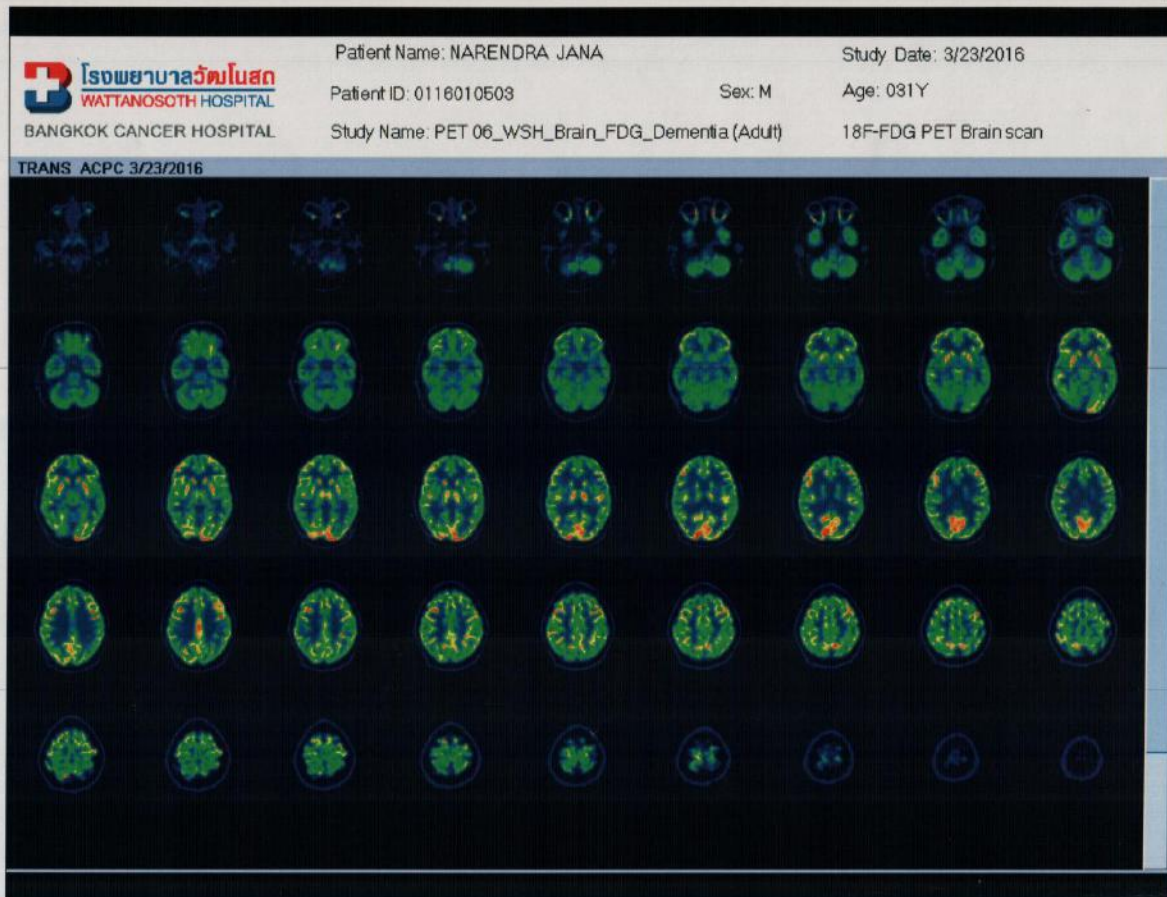 โรงพยาบาลวัฒโนสถ
WATTANOSOTH HOSPITAL
BANGKOK CANCER HOSPITAL
Patient Name: NARENDRA JANA
Study Date: 3/23/2016
Patient ID: 0116010503
Sex: M
Age: 031Y
Study Name: PET 06_WSH_Brain_FDG_Dementia (Adult)
18F-FDG PET Brain scan
TRANS ACPC 3/23/2016